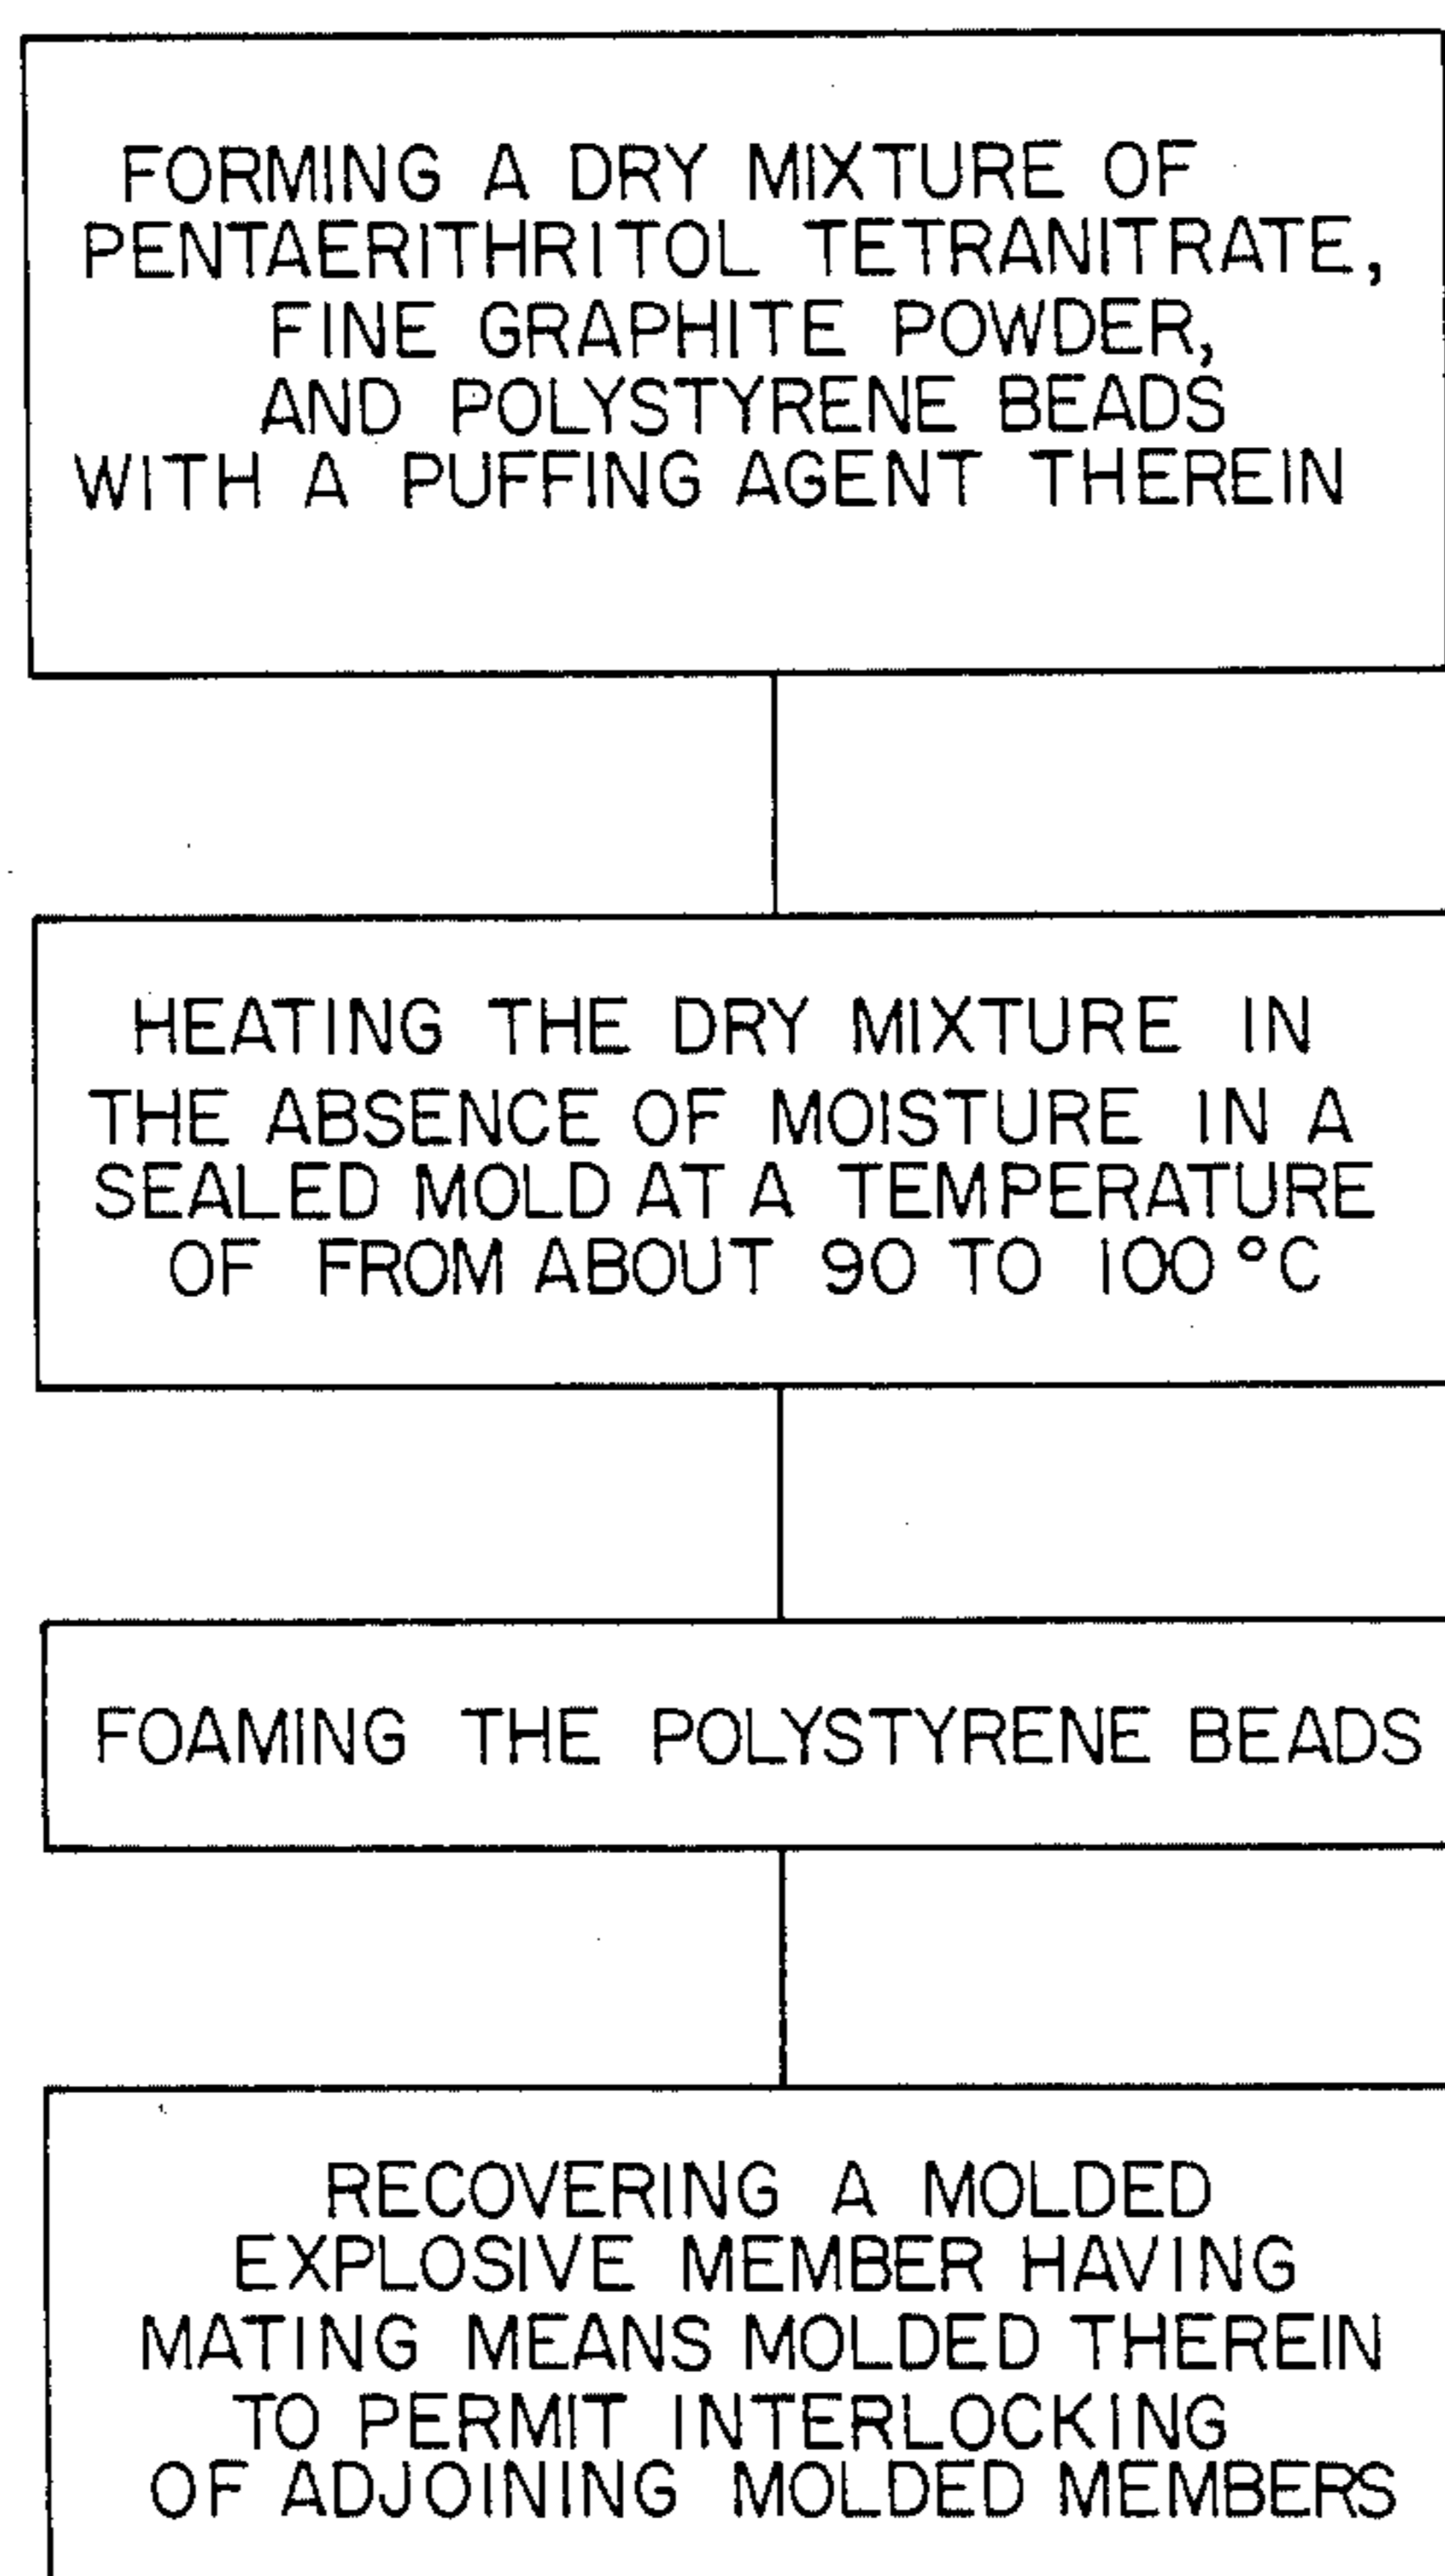 FORMING A DRY MIXTURE OF
PENTAERITHRITOL TETRANITRATE,
FINE GRAPHITE POWDER,
AND POLYSTYRENE BEADS
WITH A PUFFING AGENT THEREIN
HEATING THE DRY MIXTURE IN
THE ABSENCE OF MOISTURE IN A
SEALED MOLD AT A TEMPERATURE
OF FROM ABOUT 90 TO 100°C
FOAMING THE POLYSTYRENE BEADS
RECOVERING A MOLDED
EXPLOSIVE MEMBER HAVING
MATING MEANS MOLDED THEREIN
TO PERMIT INTERLOCKING
OF ADJOINING MOLDED MEMBERS